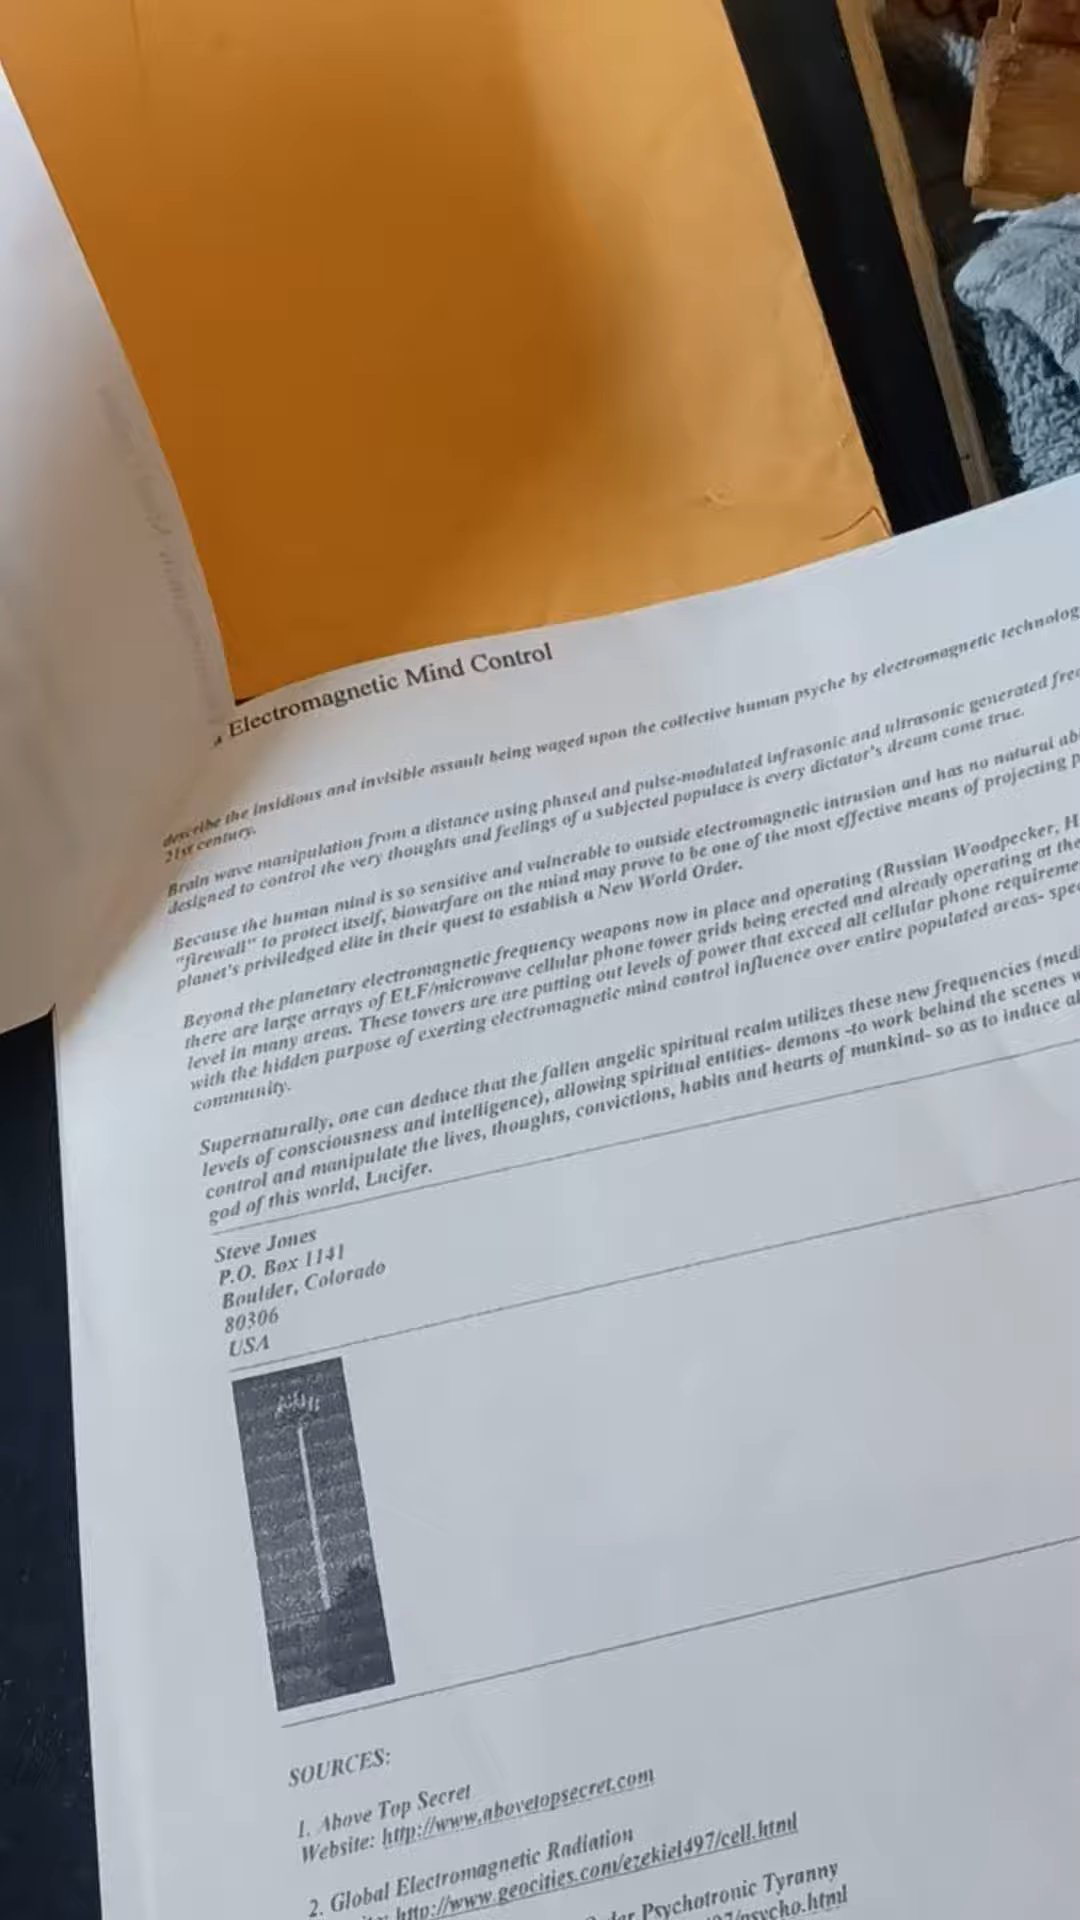 Electromagnetic Mind Control
describe the insidious and invisible assault being waged upon the collective human psyche by electromagnetic technolog
21st century.
Brain wave manipulation from a distance using phased and pulse-modulated infrasonic and ultrasonic generated fre
designed to control the very thoughts and feelings of a subjected populace is every dictator's dream come true.
Because the human mind is so sensitive and vulnerable to outside electromagnetic intrusion and has no natural ab
"firewall" to protect itself, biowarfare on the mind may prove to be one of the most effective means of projecting p
planet's priviledged elite in their quest to establish a New World Order.
Beyond the planetary electromagnetic frequency weapons now in place and operating (Russian Woodpecker, H
there are large arrays of ELF/microwave cellular phone tower grids being erected and already operating at the
level in many areas. These towers are are putting out levels of power that exceed all cellular phone requireme
with the hidden purpose of exerting electromagnetic mind control influence over entire populated areas- spe
community.
Supernaturally, one can deduce that the fallen angelic spiritual realm utilizes these new frequencies (med
levels of consciousness and intelligence), allowing spiritual entities- demons -to work behind the scenes w
control and manipulate the lives, thoughts, convictions, habits and hearts of mankind- so as to induce al
god of this world, Lucifer.
Steve Jones
P.O. Box 1141
Boulder, Colorado
80306
USA
SOURCES:
1. Above Top Secret
Website: http://www.abovetopsecret.com
2. Global Electromagnetic Radiation
http://www.geocities.com/ezekiel497/cell.html
der Psychotronic Tyranny
97/psycho.html